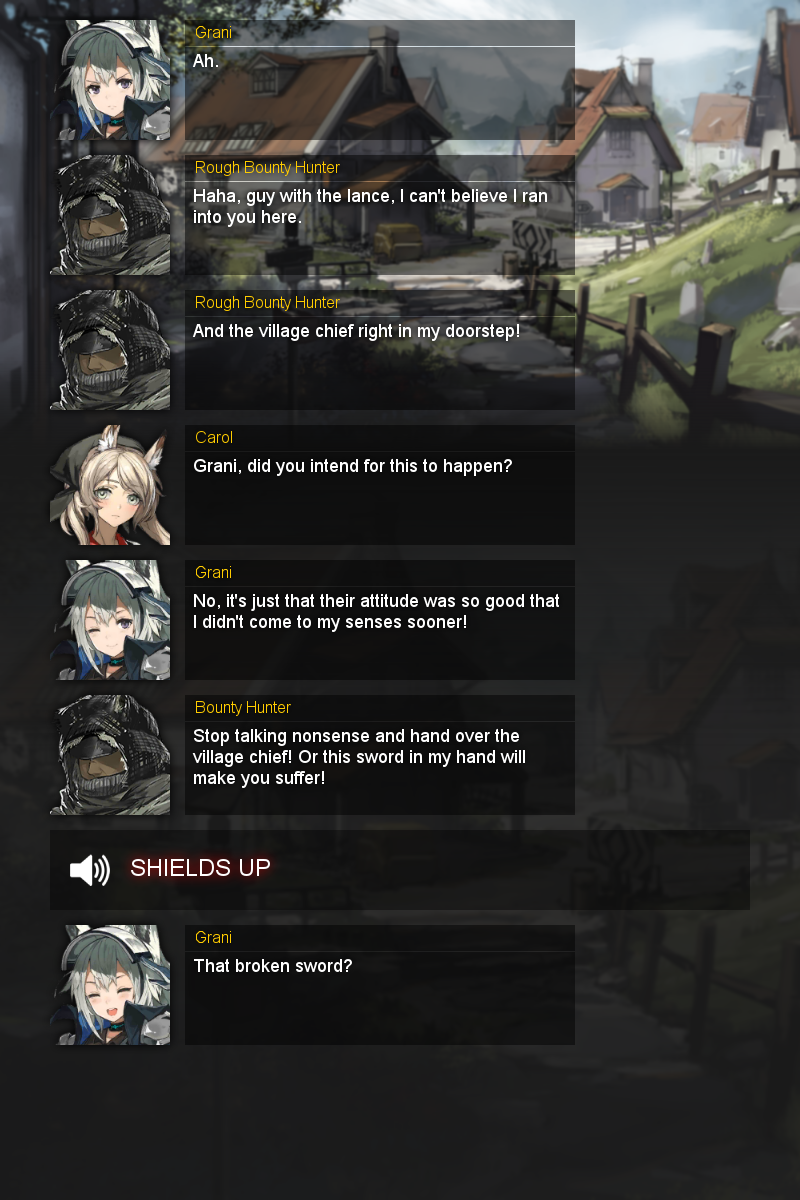 Grani
Ah.
Rough Bounty Hunter
Haha, guy with the lance, I can't believe I ran
into you here.
Rough Bounty Hunter
And the village chief right in my doorstep!
Carol
Grani, did you intend for this to happen?
Grani
No, it's just that their attitude was so good that
I didn't come to my senses sooner!
Bounty Hunter
Stop talking nonsense and hand over the
village chief! Or this sword in my hand will
make you suffer!
SHIELDS UP
Grani
That broken sword?